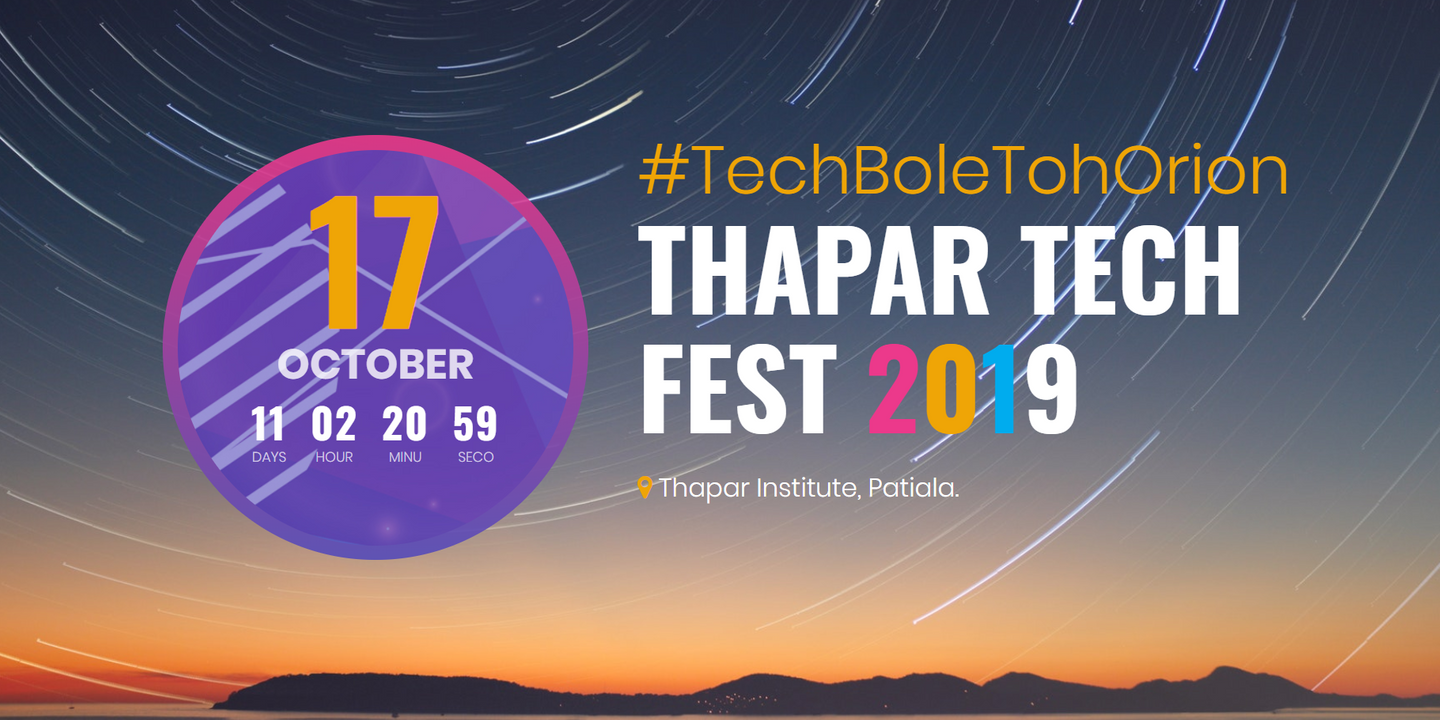 17
OCTOBER
11 02 20 59
DAYS HOUR MINU SECO
#TechBoleTohOrion
THAPAR TECH
FEST 2019
Thapar Institute, Patiala.